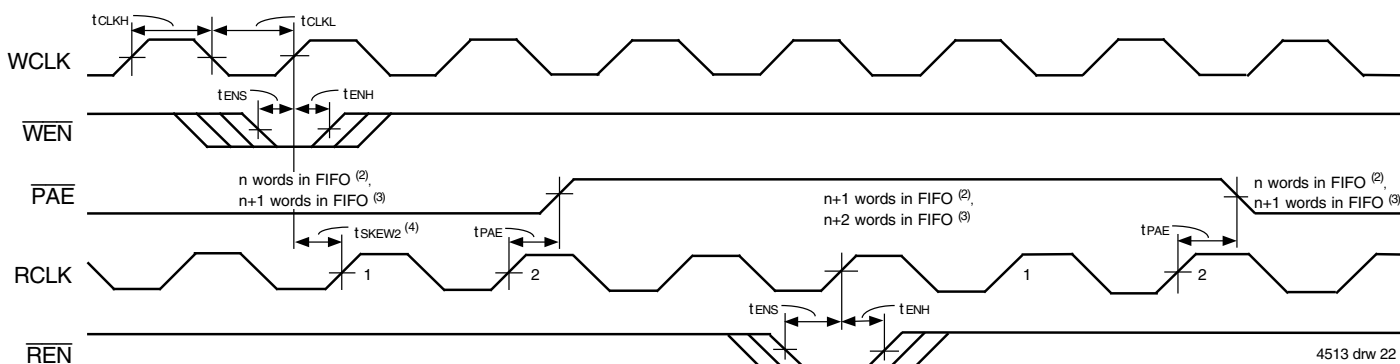 tCLKH
tCLKL
WCLK
tENS
tENH
WEN
n words in FIFO (2),
n+1 words in FIFO (3)
PAE
n+1 words in FIFO (2),
n+2 words in FIFO (3)
n words in FIFO (2),
n+1 words in FIFO (3)
tSKEW2 (4)
tPAE
tPAE
RCLK
1
2
1
2
tENS
tENH
REN
4513 drw 22